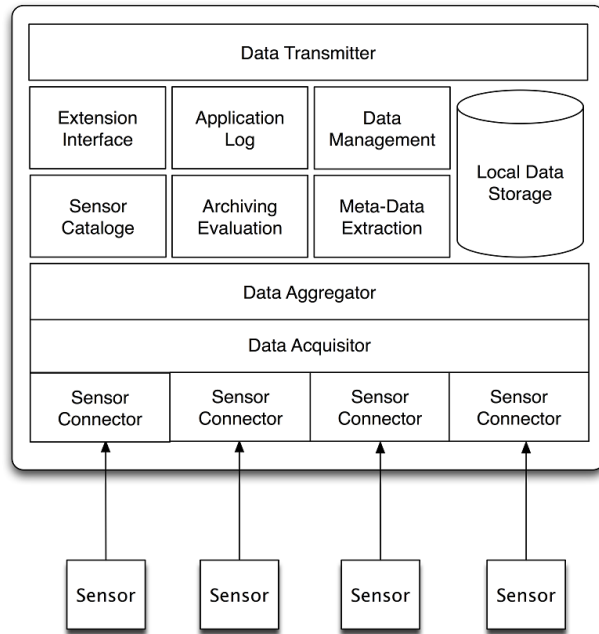 Data Transmitter
Extension
Interface
Application
Log
Data
Management
Local Data
Storage
Sensor
Cataloge
Archiving
Evaluation
Meta-Data
Extraction
Data Aggregator
Data Acquisitor
Sensor
Connector
Sensor
Connector
Sensor
Connector
Sensor
Connector
Sensor
Sensor
Sensor
Sensor